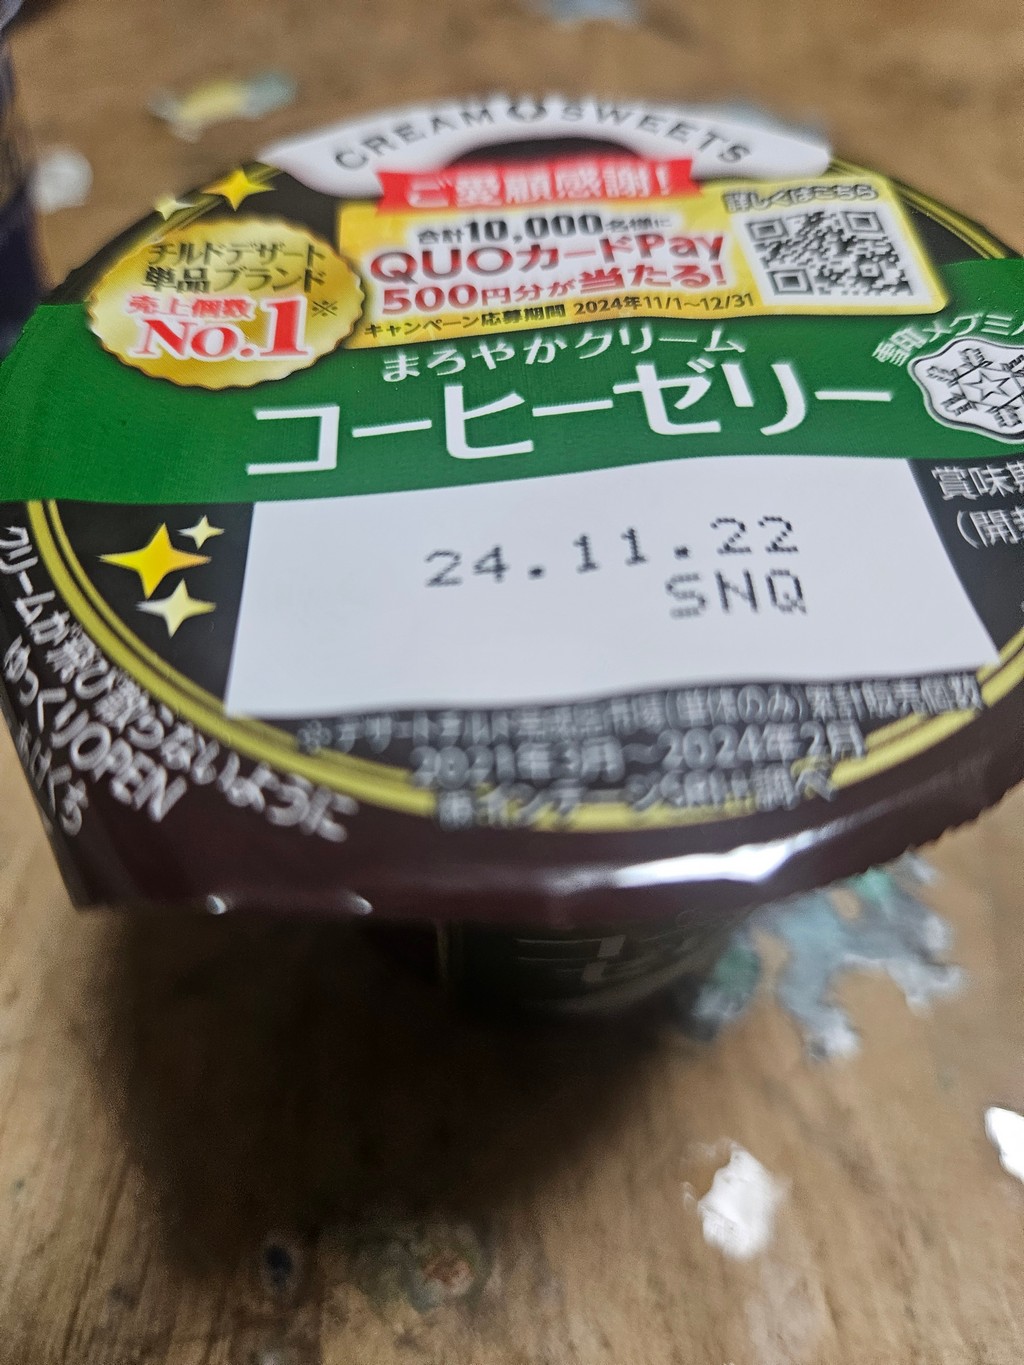 CREAM SWEETS
ご愛顧感謝!
合計10,000名様に
QUOカードPay
500円分が当たる!
キャンペーン応募期間 2024年11/1~12/31
詳しくはこちら
チルドデザート
単品ブランド
売上個数※
No.1
まろやかクリーム
コーヒーゼリー
雪印メグミ
賞味期
(開封
24.11.22
SNQ
※デザートチルド完成品市場(単体のみ)累計販売個数
2021年3月~2024年2月
㈱インテージSRI+調べ
クリームが飛び散らないように
ゆっくりOPEN